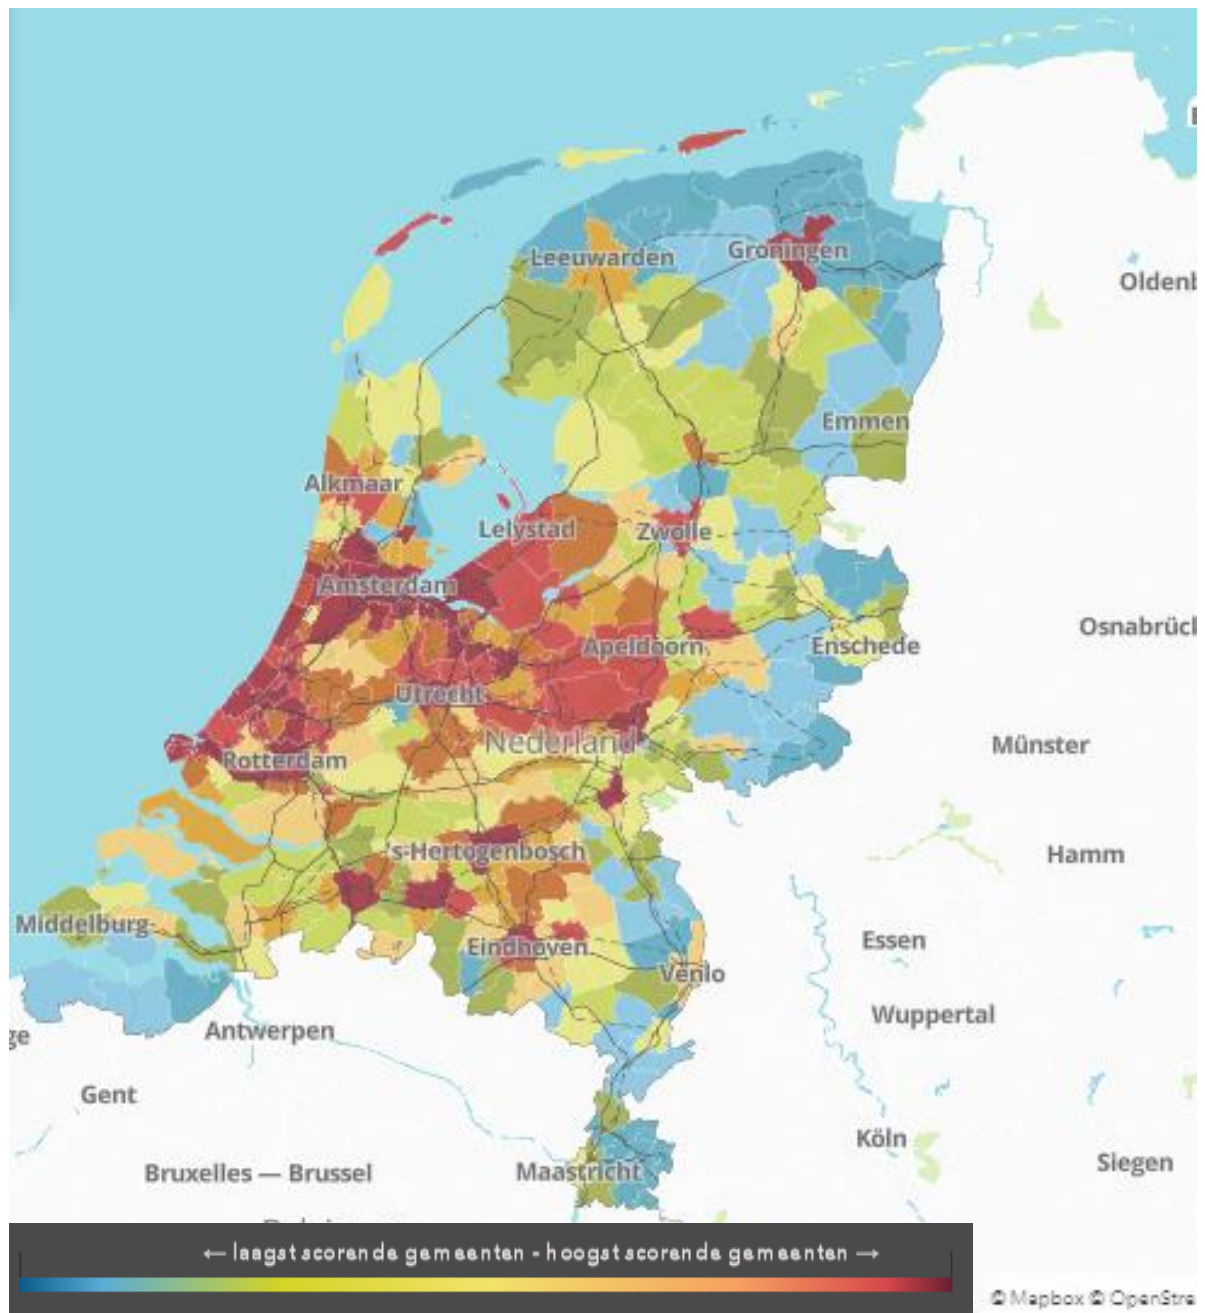 Leeuwarden
Groningen
Oldenb
Emmen
Alkmaar
Lelystad
Zwolle
Amsterdam
Osnabrück
Apeldoorn
Enschede
Utrecht
Nederland
Münster
Rotterdam
's-Hertogenbosch
Hamm
Middelburg
Eindhoven
Essen
Venlo
Wuppertal
ge
Antwerpen
Gent
Köln
Bruxelles — Brussel
Maastricht
Siegen
← laagst scorende gemeenten - hoogst scorende gemeenten →
© Mapbox © OpenStre